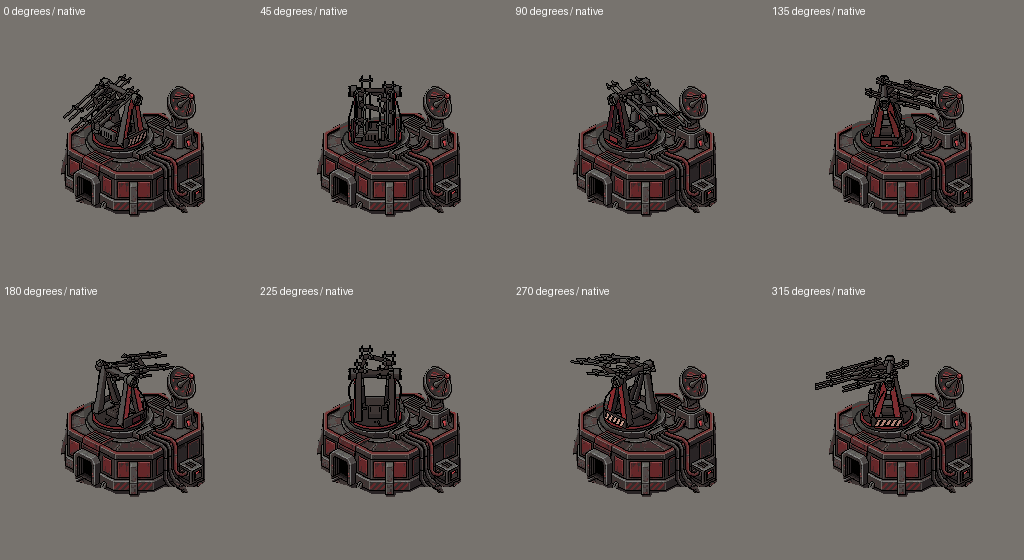 0 degrees / native
45 degrees / native
90 degrees / native
135 degrees / native
180 degrees / native
225 degrees / native
270 degrees / native
315 degrees / native